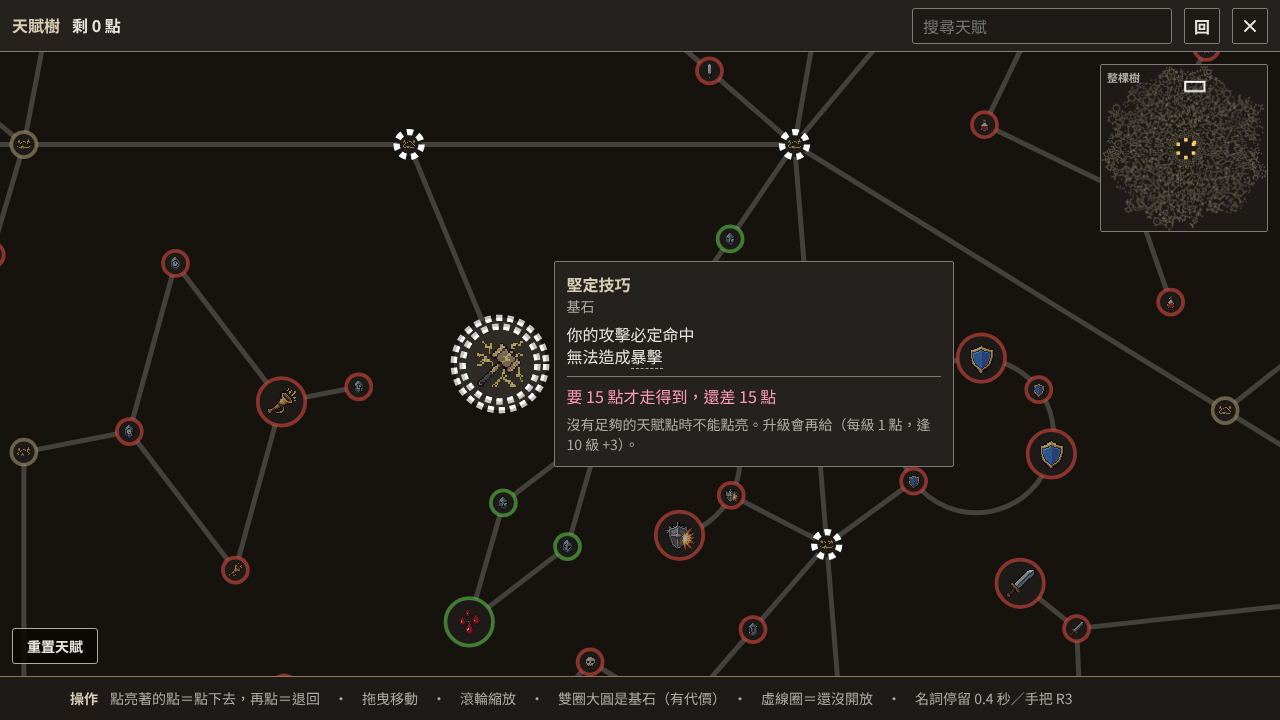 天賦樹 剩 0 點
搜尋天賦
回
整棵樹
堅定技巧
基石
你的攻擊必定命中
無法造成暴擊
要 15 點才走得到，還差 15 點
沒有足夠的天賦點時不能點亮。升級會再給（每級 1 點，逢
10 級 +3）。
重置天賦
操作 點亮著的點＝點下去，再點＝退回 • 拖曳移動 • 滾輪縮放 • 雙圈大圓是基石（有代價） • 虛線圈＝還沒開放 • 名詞停留 0.4 秒／手把 R3